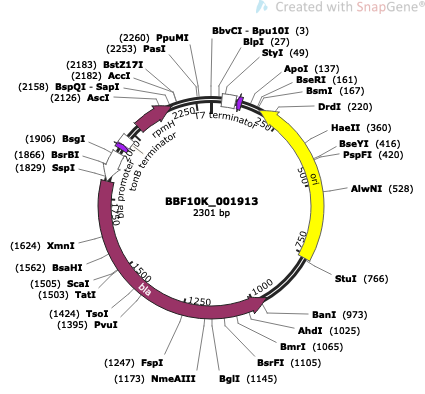 Created with SnapGene®
BbvCI - Bpu10I (3)
BlpI (27)
StyI (49)
ApoI (137)
BseRI (161)
BsmI (167)
DrdI (220)
HaeII (360)
BseYI (416)
PspFI (420)
AlwNI (528)
StuI (766)
BanI (973)
AhdI (1025)
BmrI (1065)
BsrFI (1105)
BglI (1145)
(1173) NmeAIII
(1247) FspI
(1395) PvuI
(1424) TsoI
(1503) TatI
(1505) ScaI
(1562) BsaHI
(1624) XmnI
(1829) SspI
(1866) BsrBI
(1906) BsgI
(2126) AscI
(2158) BspQI - SapI
(2182) AccI
(2183) BstZ17I
(2253) PasI
(2260) PpuMI
T7 terminator
ori
bla
bla promoter
tonB terminator
rpmH
250
500
750
1000
1250
1500
1750
2250
BBF10K_001913
2301 bp